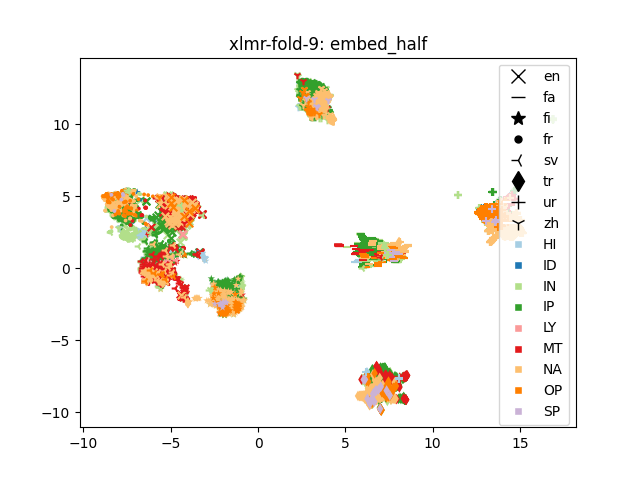 xlmr-fold-9: embed_half
10
5
0
−5
−10
−10
−5
0
5
10
15
en
fa
fi
fr
sv
tr
ur
zh
HI
ID
IN
IP
LY
MT
NA
OP
SP